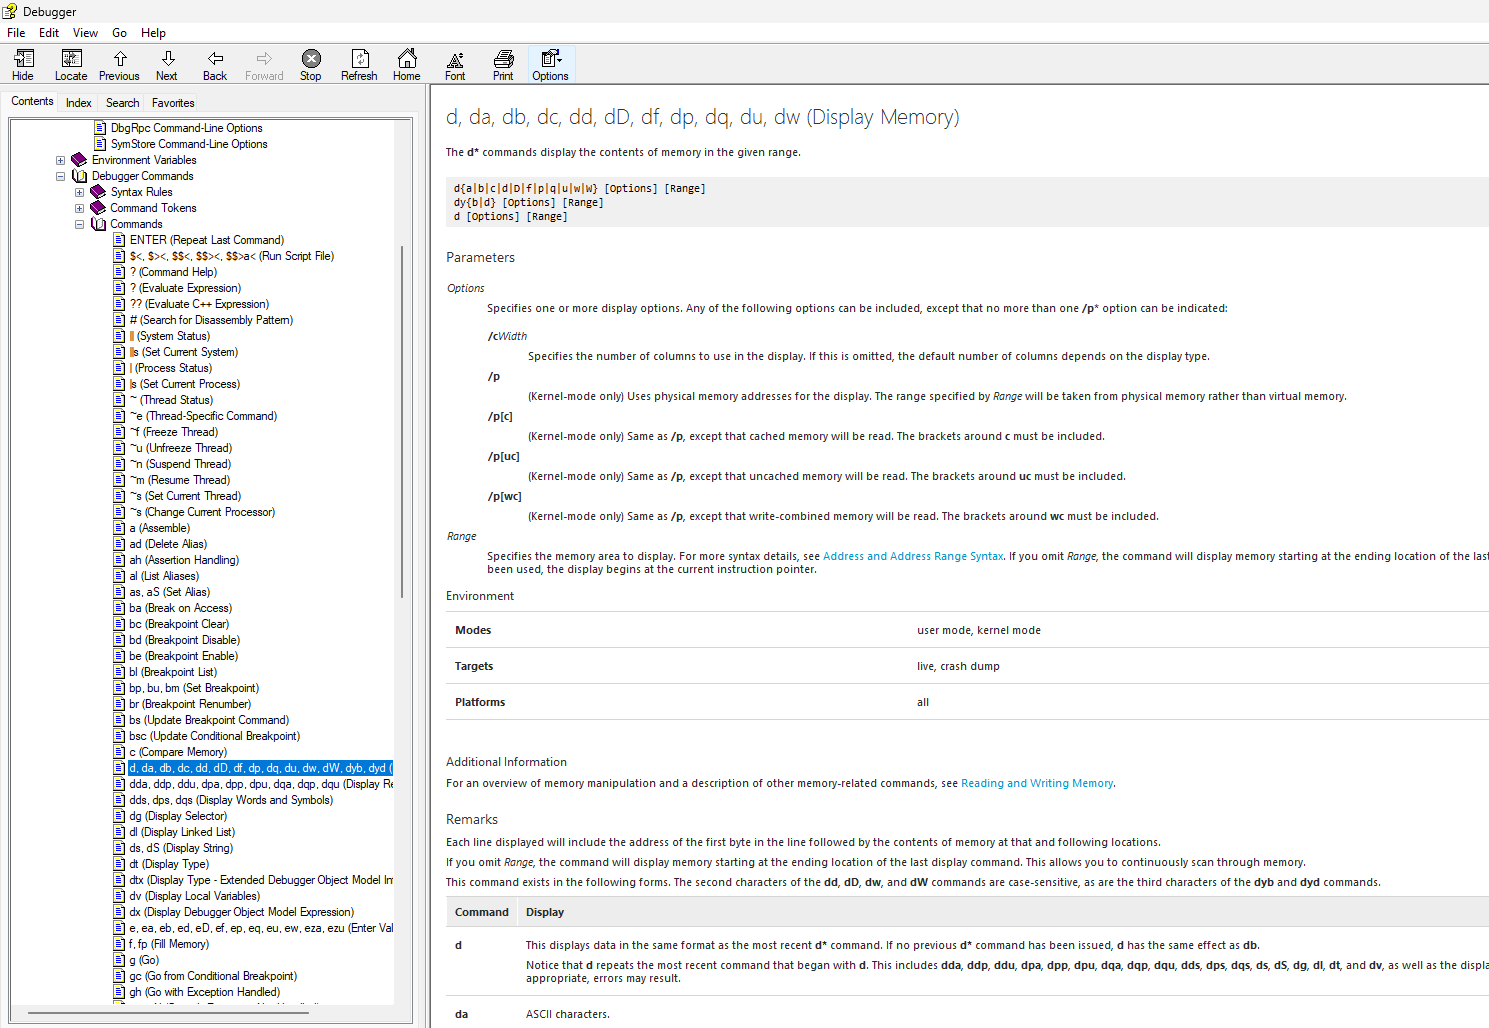 Debugger
File Edit View Go Help
Hide Locate Previous Next Back Forward Stop Refresh Home Font Print Options
Contents Index Search Favorites
DbgRpc Command-Line Options
SymStore Command-Line Options
Environment Variables
Debugger Commands
Syntax Rules
Command Tokens
Commands
ENTER (Repeat Last Command)
$<, $><, $$<, $$><, $$>a< (Run Script File)
? (Command Help)
? (Evaluate Expression)
?? (Evaluate C++ Expression)
# (Search for Disassembly Pattern)
|| (System Status)
||s (Set Current System)
| (Process Status)
|s (Set Current Process)
~ (Thread Status)
~e (Thread-Specific Command)
~f (Freeze Thread)
~u (Unfreeze Thread)
~n (Suspend Thread)
~m (Resume Thread)
~s (Set Current Thread)
~s (Change Current Processor)
a (Assemble)
ad (Delete Alias)
ah (Assertion Handling)
al (List Aliases)
as, aS (Set Alias)
ba (Break on Access)
bc (Breakpoint Clear)
bd (Breakpoint Disable)
be (Breakpoint Enable)
bl (Breakpoint List)
bp, bu, bm (Set Breakpoint)
br (Breakpoint Renumber)
bs (Update Breakpoint Command)
bsc (Update Conditional Breakpoint)
c (Compare Memory)
d, da, db, dc, dd, dD, df, dp, dq, du, dw, dW, dyb, dyd (
dda, ddp, ddu, dpa, dpp, dpu, dqa, dqp, dqu (Display Re
dds, dps, dqs (Display Words and Symbols)
dg (Display Selector)
dl (Display Linked List)
ds, dS (Display String)
dt (Display Type)
dtx (Display Type - Extended Debugger Object Model In
dv (Display Local Variables)
dx (Display Debugger Object Model Expression)
e, ea, eb, ed, eD, ef, ep, eq, eu, ew, eza, ezu (Enter Val
f, fp (Fill Memory)
g (Go)
gc (Go from Conditional Breakpoint)
gh (Go with Exception Handled)
d, da, db, dc, dd, dD, df, dp, dq, du, dw (Display Memory)
The d* commands display the contents of memory in the given range.
d{a|b|c|d|D|f|p|q|u|w|W} [Options] [Range]
dy{b|d} [Options] [Range]
d [Options] [Range]
Parameters
Options
Specifies one or more display options. Any of the following options can be included, except that no more than one /p* option can be indicated:
/cWidth
Specifies the number of columns to use in the display. If this is omitted, the default number of columns depends on the display type.
/p
(Kernel-mode only) Uses physical memory addresses for the display. The range specified by Range will be taken from physical memory rather than virtual memory.
/p[c]
(Kernel-mode only) Same as /p, except that cached memory will be read. The brackets around c must be included.
/p[uc]
(Kernel-mode only) Same as /p, except that uncached memory will be read. The brackets around uc must be included.
/p[wc]
(Kernel-mode only) Same as /p, except that write-combined memory will be read. The brackets around wc must be included.
Range
Specifies the memory area to display. For more syntax details, see Address and Address Range Syntax. If you omit Range, the command will display memory starting at the ending location of the last
been used, the display begins at the current instruction pointer.
Environment
Modes user mode, kernel mode
Targets live, crash dump
Platforms all
Additional Information
For an overview of memory manipulation and a description of other memory-related commands, see Reading and Writing Memory.
Remarks
Each line displayed will include the address of the first byte in the line followed by the contents of memory at that and following locations.
If you omit Range, the command will display memory starting at the ending location of the last display command. This allows you to continuously scan through memory.
This command exists in the following forms. The second characters of the dd, dD, dw, and dW commands are case-sensitive, as are the third characters of the dyb and dyd commands.
Command Display
d This displays data in the same format as the most recent d* command. If no previous d* command has been issued, d has the same effect as db.
Notice that d repeats the most recent command that began with d. This includes dda, ddp, ddu, dpa, dpp, dpu, dqa, dqp, dqu, dds, dps, dqs, ds, dS, dg, dl, dt, and dv, as well as the displa
appropriate, errors may result.
da ASCII characters.